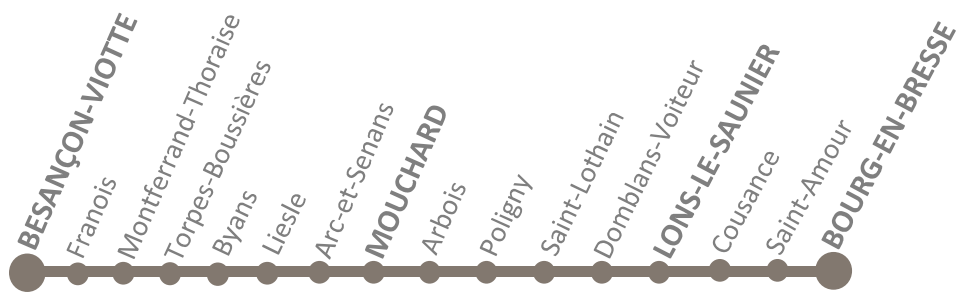 BESANÇON-VIOTTE
Franois
Montferrand-Thoraise
Torpes-Boussières
Byans
Liesle
Arc-et-Senans
MOUCHARD
Arbois
Poligny
Saint-Lothain
Domblans-Voiteur
LONS-LE-SAUNIER
Cousance
Saint-Amour
BOURG-EN-BRESSE